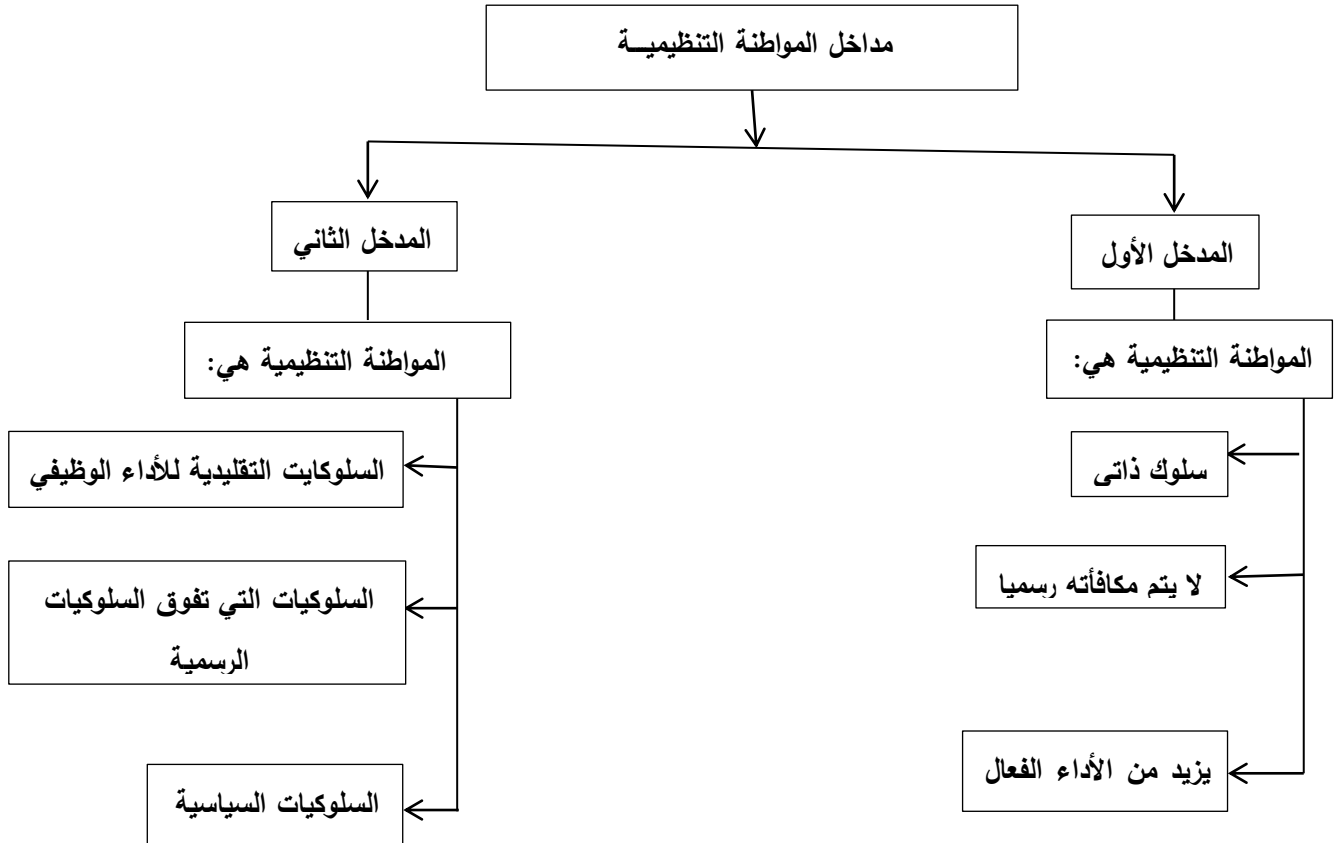 مداخل المواطنة التنظيميـــة
المدخل الأول
المواطنة التنظيمية هي:
سلوك ذاتى
لا يتم مكافأته رسميا
يزيد من الأداء الفعال
المدخل الثاني
المواطنة التنظيمية هي:
السلوكايت التقليدية للأداء الوظيفي
السلوكيات التي تفوق السلوكيات
الرسمية
السلوكيات السياسية